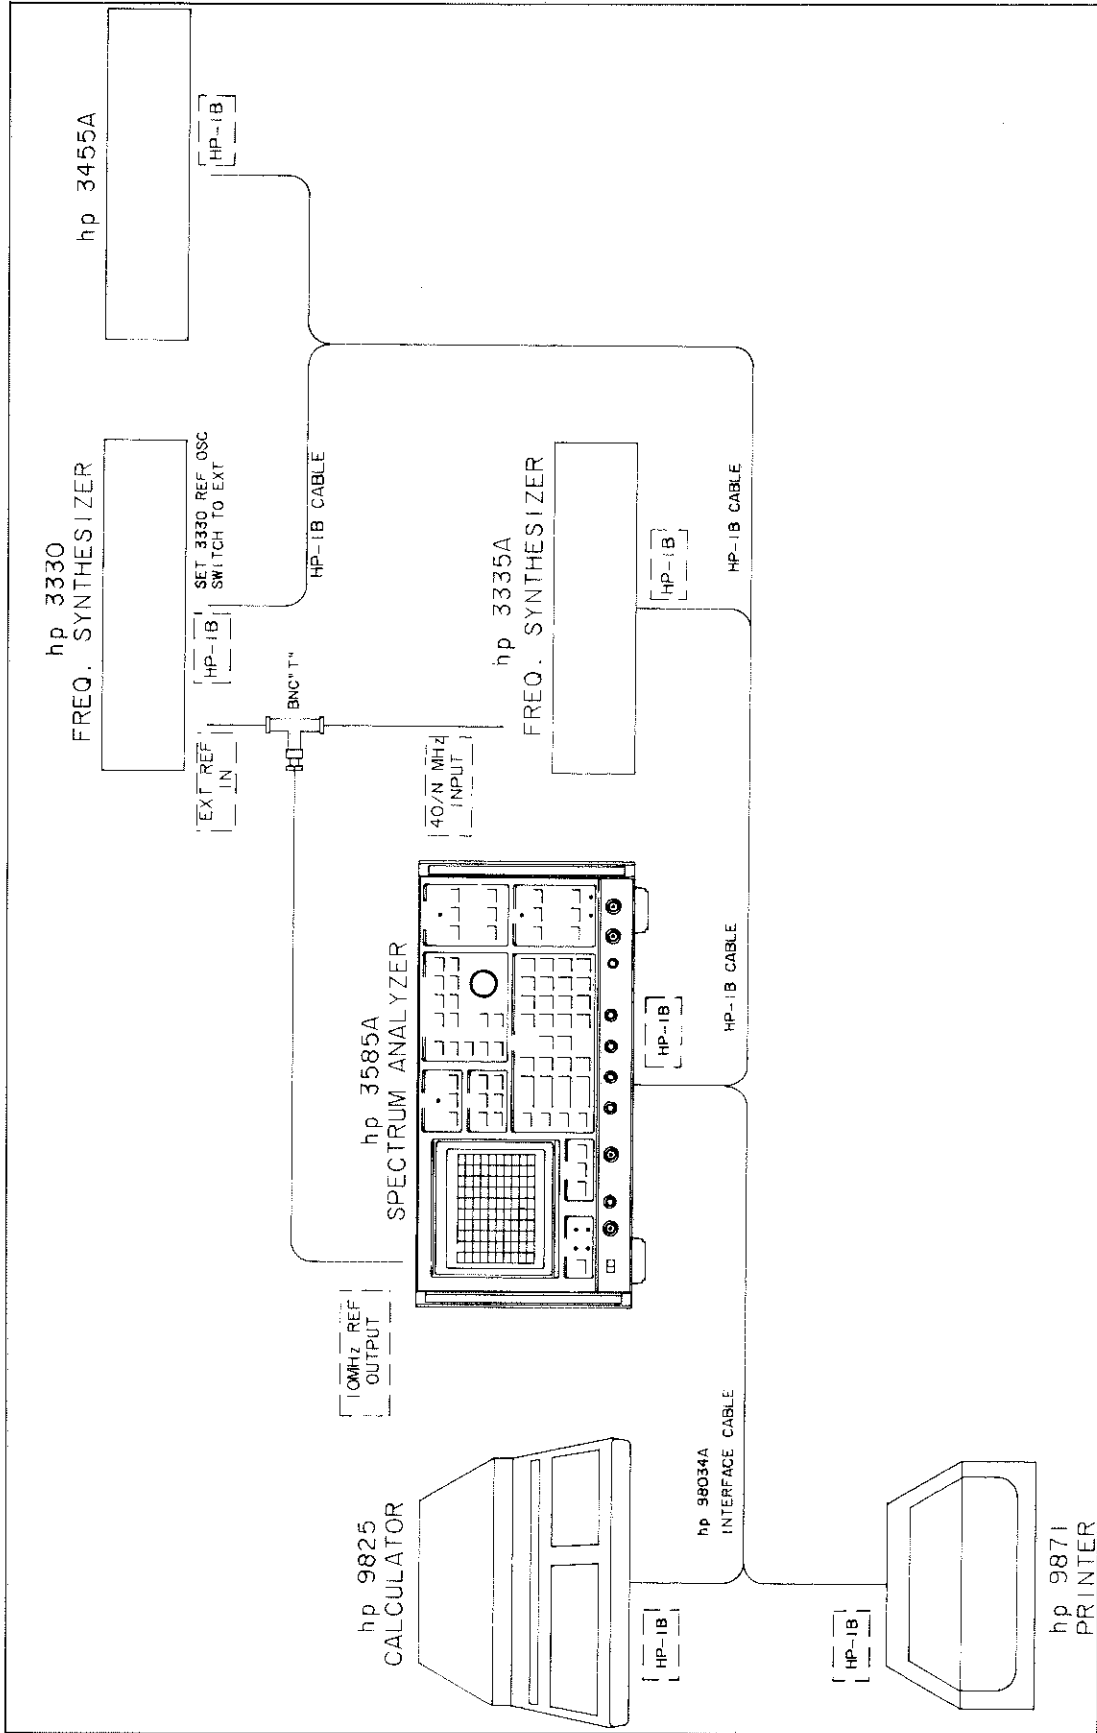 hp 3330
FREQ. SYNTHESIZER
hp 3455A
EXT REF
IN
HP-IB
SET 3330 REF OSC
SWITCH TO EXT
HP-IB
BNC"T"
HP-IB CABLE
hp 9825
CALCULATOR
10MHz REF
OUTPUT
hp 3585A
SPECTRUM ANALYZER
40/N MHz
INPUT
hp 3335A
FREQ. SYNTHESIZER
HP-IB
HP-IB
HP-IB
hp 98034A
INTERFACE CABLE
HP-IB CABLE
HP-IB CABLE
HP-IB
hp 9871
PRINTER